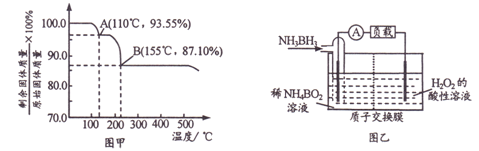 剩余固体质量
原始固体质量
×100%
100.0
90.0
80.0
70.0
A(110℃, 93.55%)
B(155℃, 87.10%)
100 200 300 400 500
温度/℃
图甲
A
负载
NH₃BH₃
稀NH₄BO₂
溶液
H₂O₂的
酸性溶液
质子交换膜
图乙